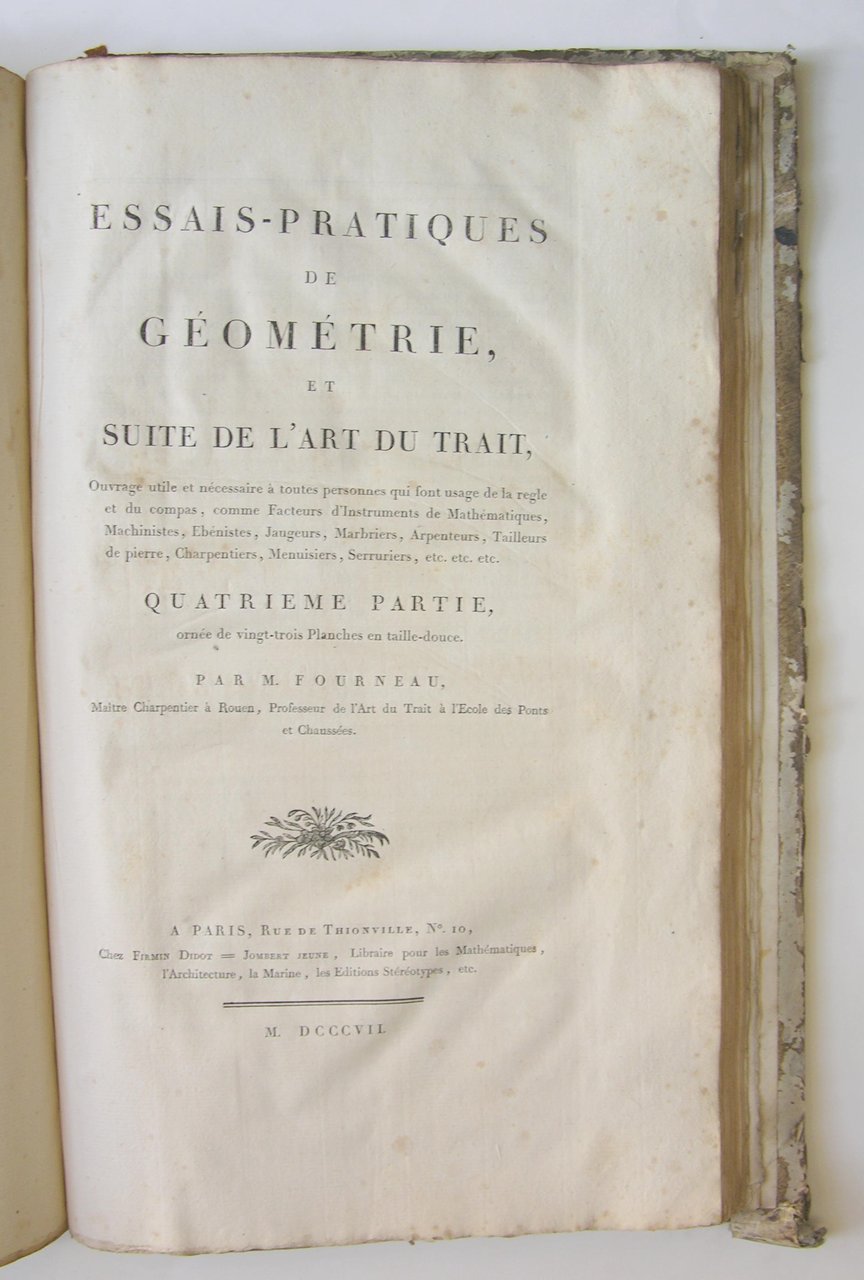 ESSAIS-PRATIQUES
DE
GÉOMÉTRIE,
ET
SUITE DE L'ART DU TRAIT,
Ouvrage utile et nécessaire à toutes personnes qui font usage de la regle
et du compas, comme Facteurs d'Instruments de Mathématiques,
Machinistes, Ebénistes, Jaugeurs, Marbriers, Arpenteurs, Tailleurs
de pierre, Charpentiers, Menuisiers, Serruriers, etc. etc. etc.
QUATRIEME PARTIE,
ornée de vingt-trois Planches en taille-douce.
PAR M. FOURNEAU,
Maître Charpentier à Rouen, Professeur de l'Art du Trait à l'Ecole des Ponts
et Chaussées.
A PARIS, RUE DE THIONVILLE, Nº. 10,
Chez FIRMIN DIDOT = JOMBERT JEUNE, Libraire pour les Mathématiques,
l'Architecture, la Marine, les Editions Stéréotypes, etc.
M. DCCCVII.